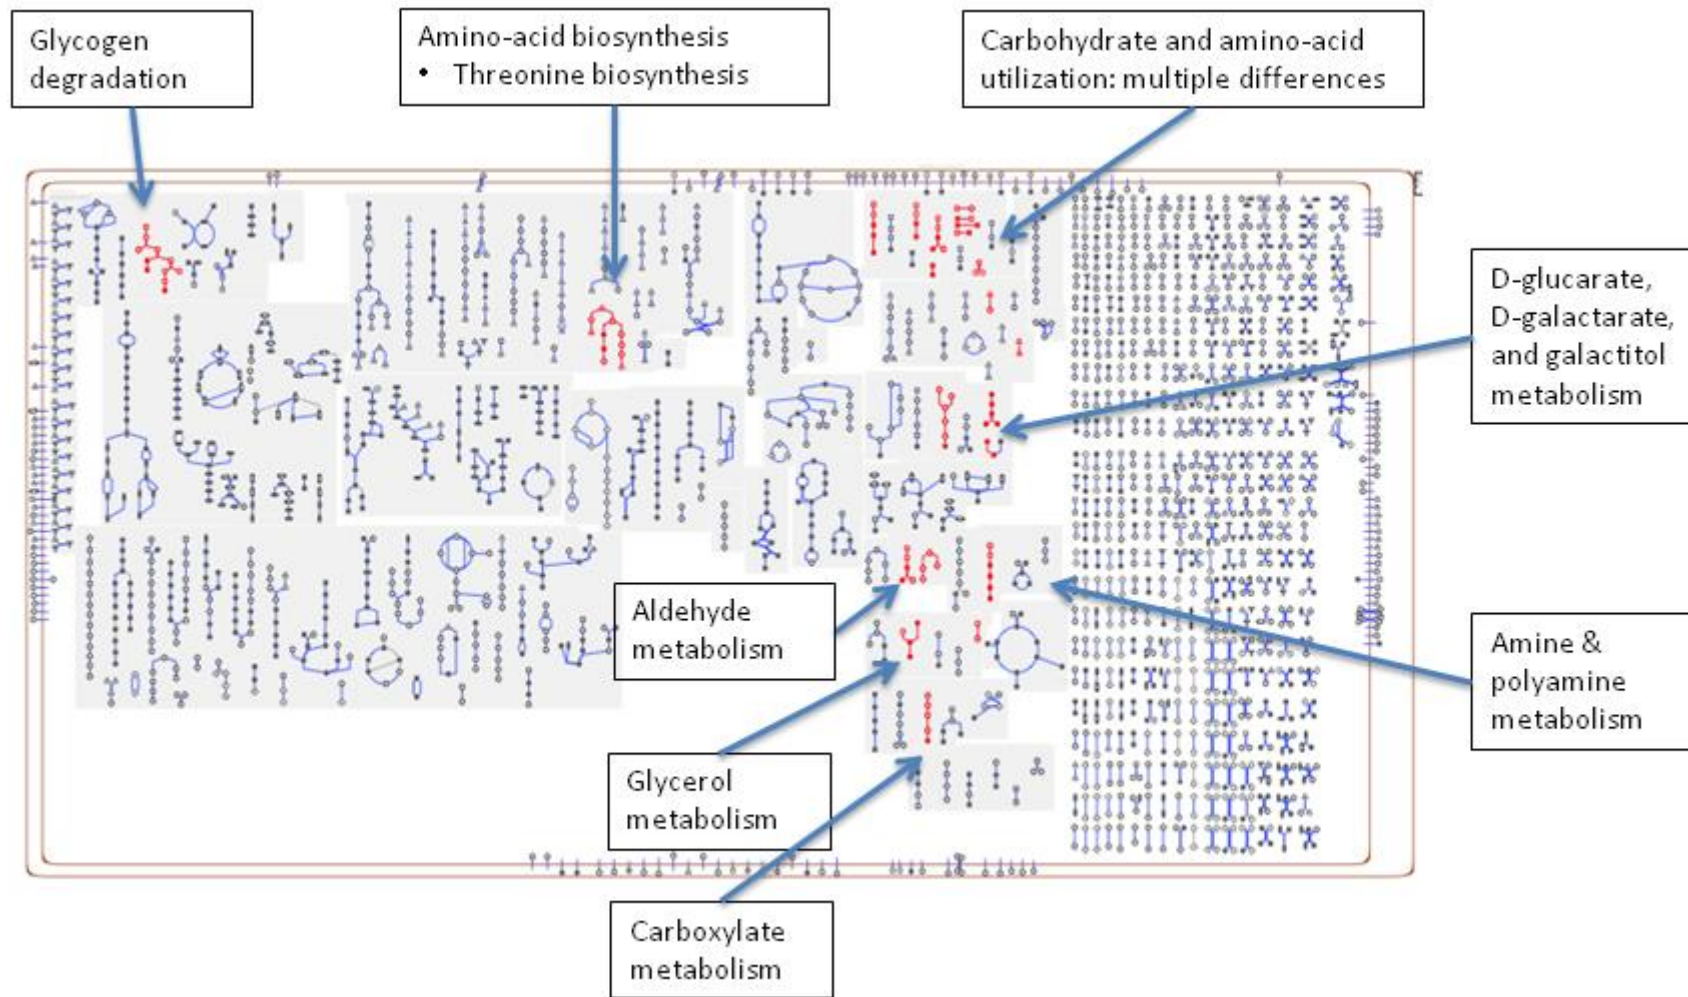 Glycogen
degradation
Amino-acid biosynthesis
• Threonine biosynthesis
Carbohydrate and amino-acid
utilization: multiple differences
D-glucarate,
D-galactarate,
and galactitol
metabolism
Aldehyde
metabolism
Amine &
polyamine
metabolism
Glycerol
metabolism
Carboxylate
metabolism